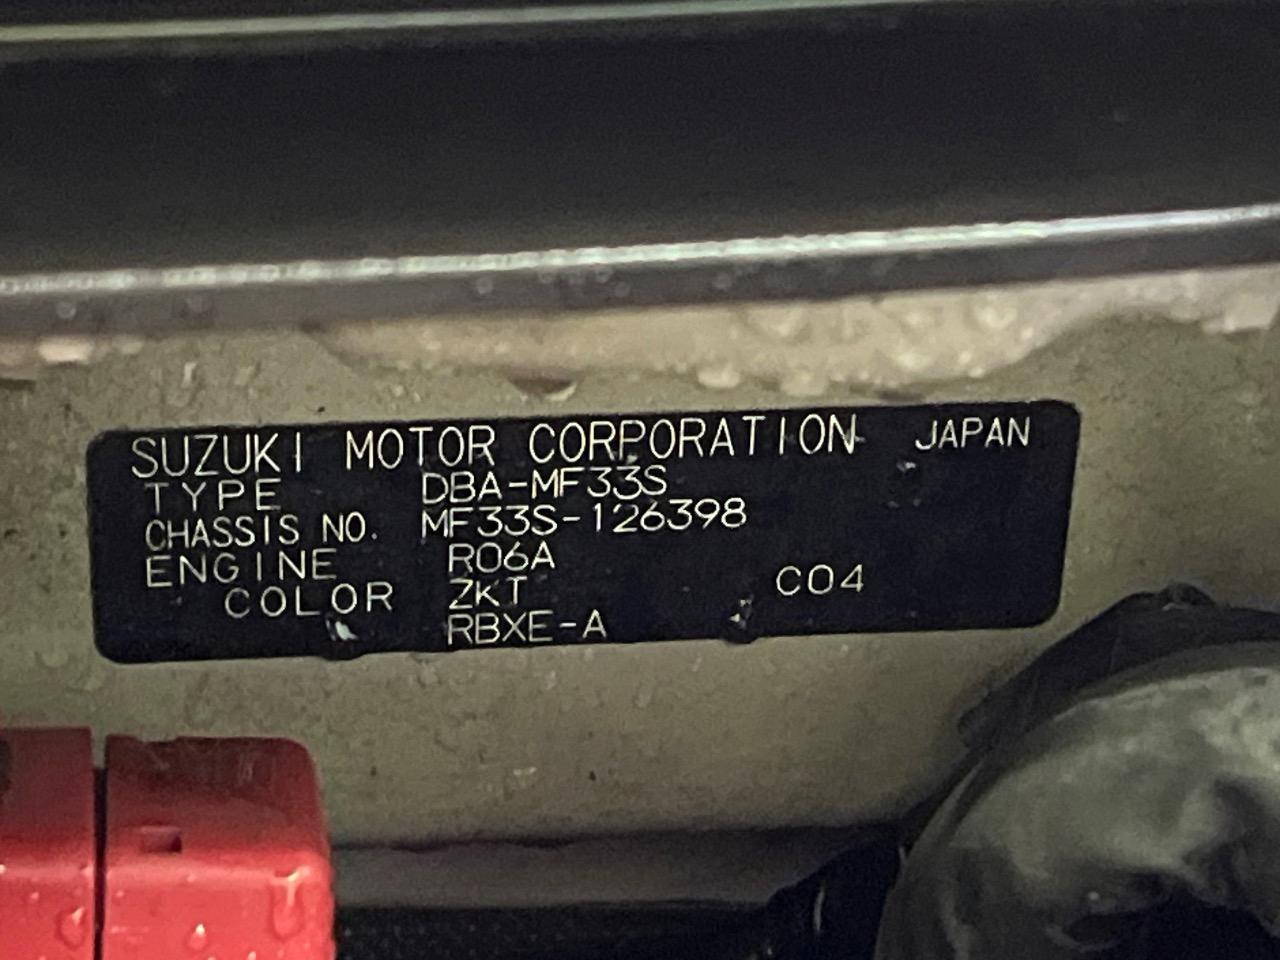 SUZUKI MOTOR CORPORATION JAPAN
TYPE DBA-MF33S
CHASSIS NO. MF33S-126398
ENGINE R06A
COLOR ZKT C04
RBXE-A